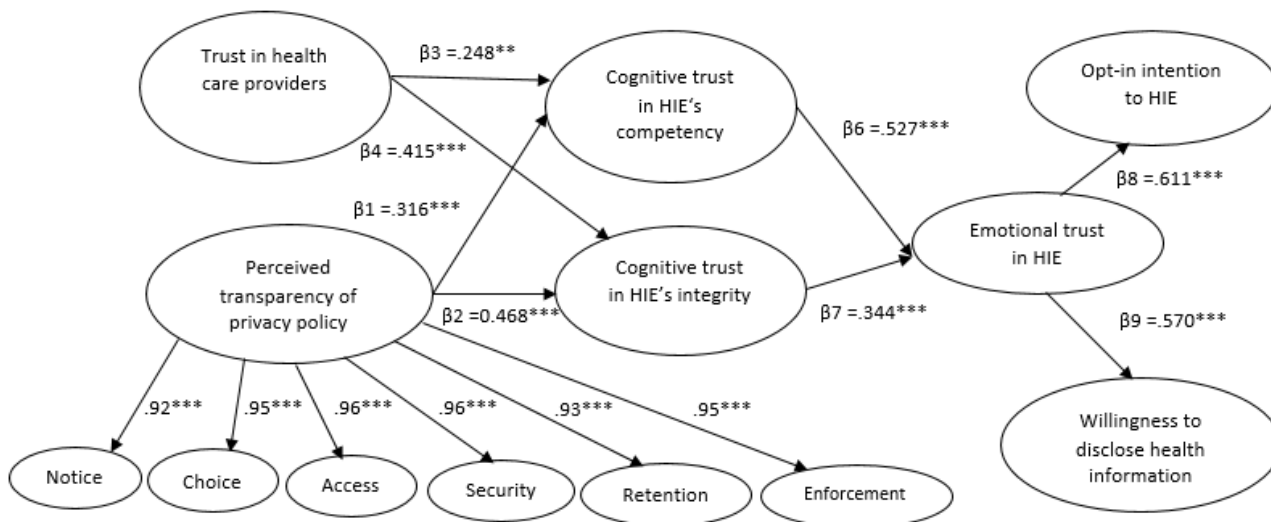 Trust in health
care providers
β3 =.248**
Cognitive trust
in HIE‘s
competency
Opt-in intention
to HIE
β4 =.415***
β6 =.527***
β1 =.316***
β8 =.611***
Perceived
transparency of
privacy policy
Cognitive trust
in HIE’s integrity
Emotional trust
in HIE
β2 =0.468***
β7 =.344***
β9 =.570***
.92***
.95***
.96***
.96***
.93***
.95***
Willingness to
disclose health
information
Notice
Choice
Access
Security
Retention
Enforcement